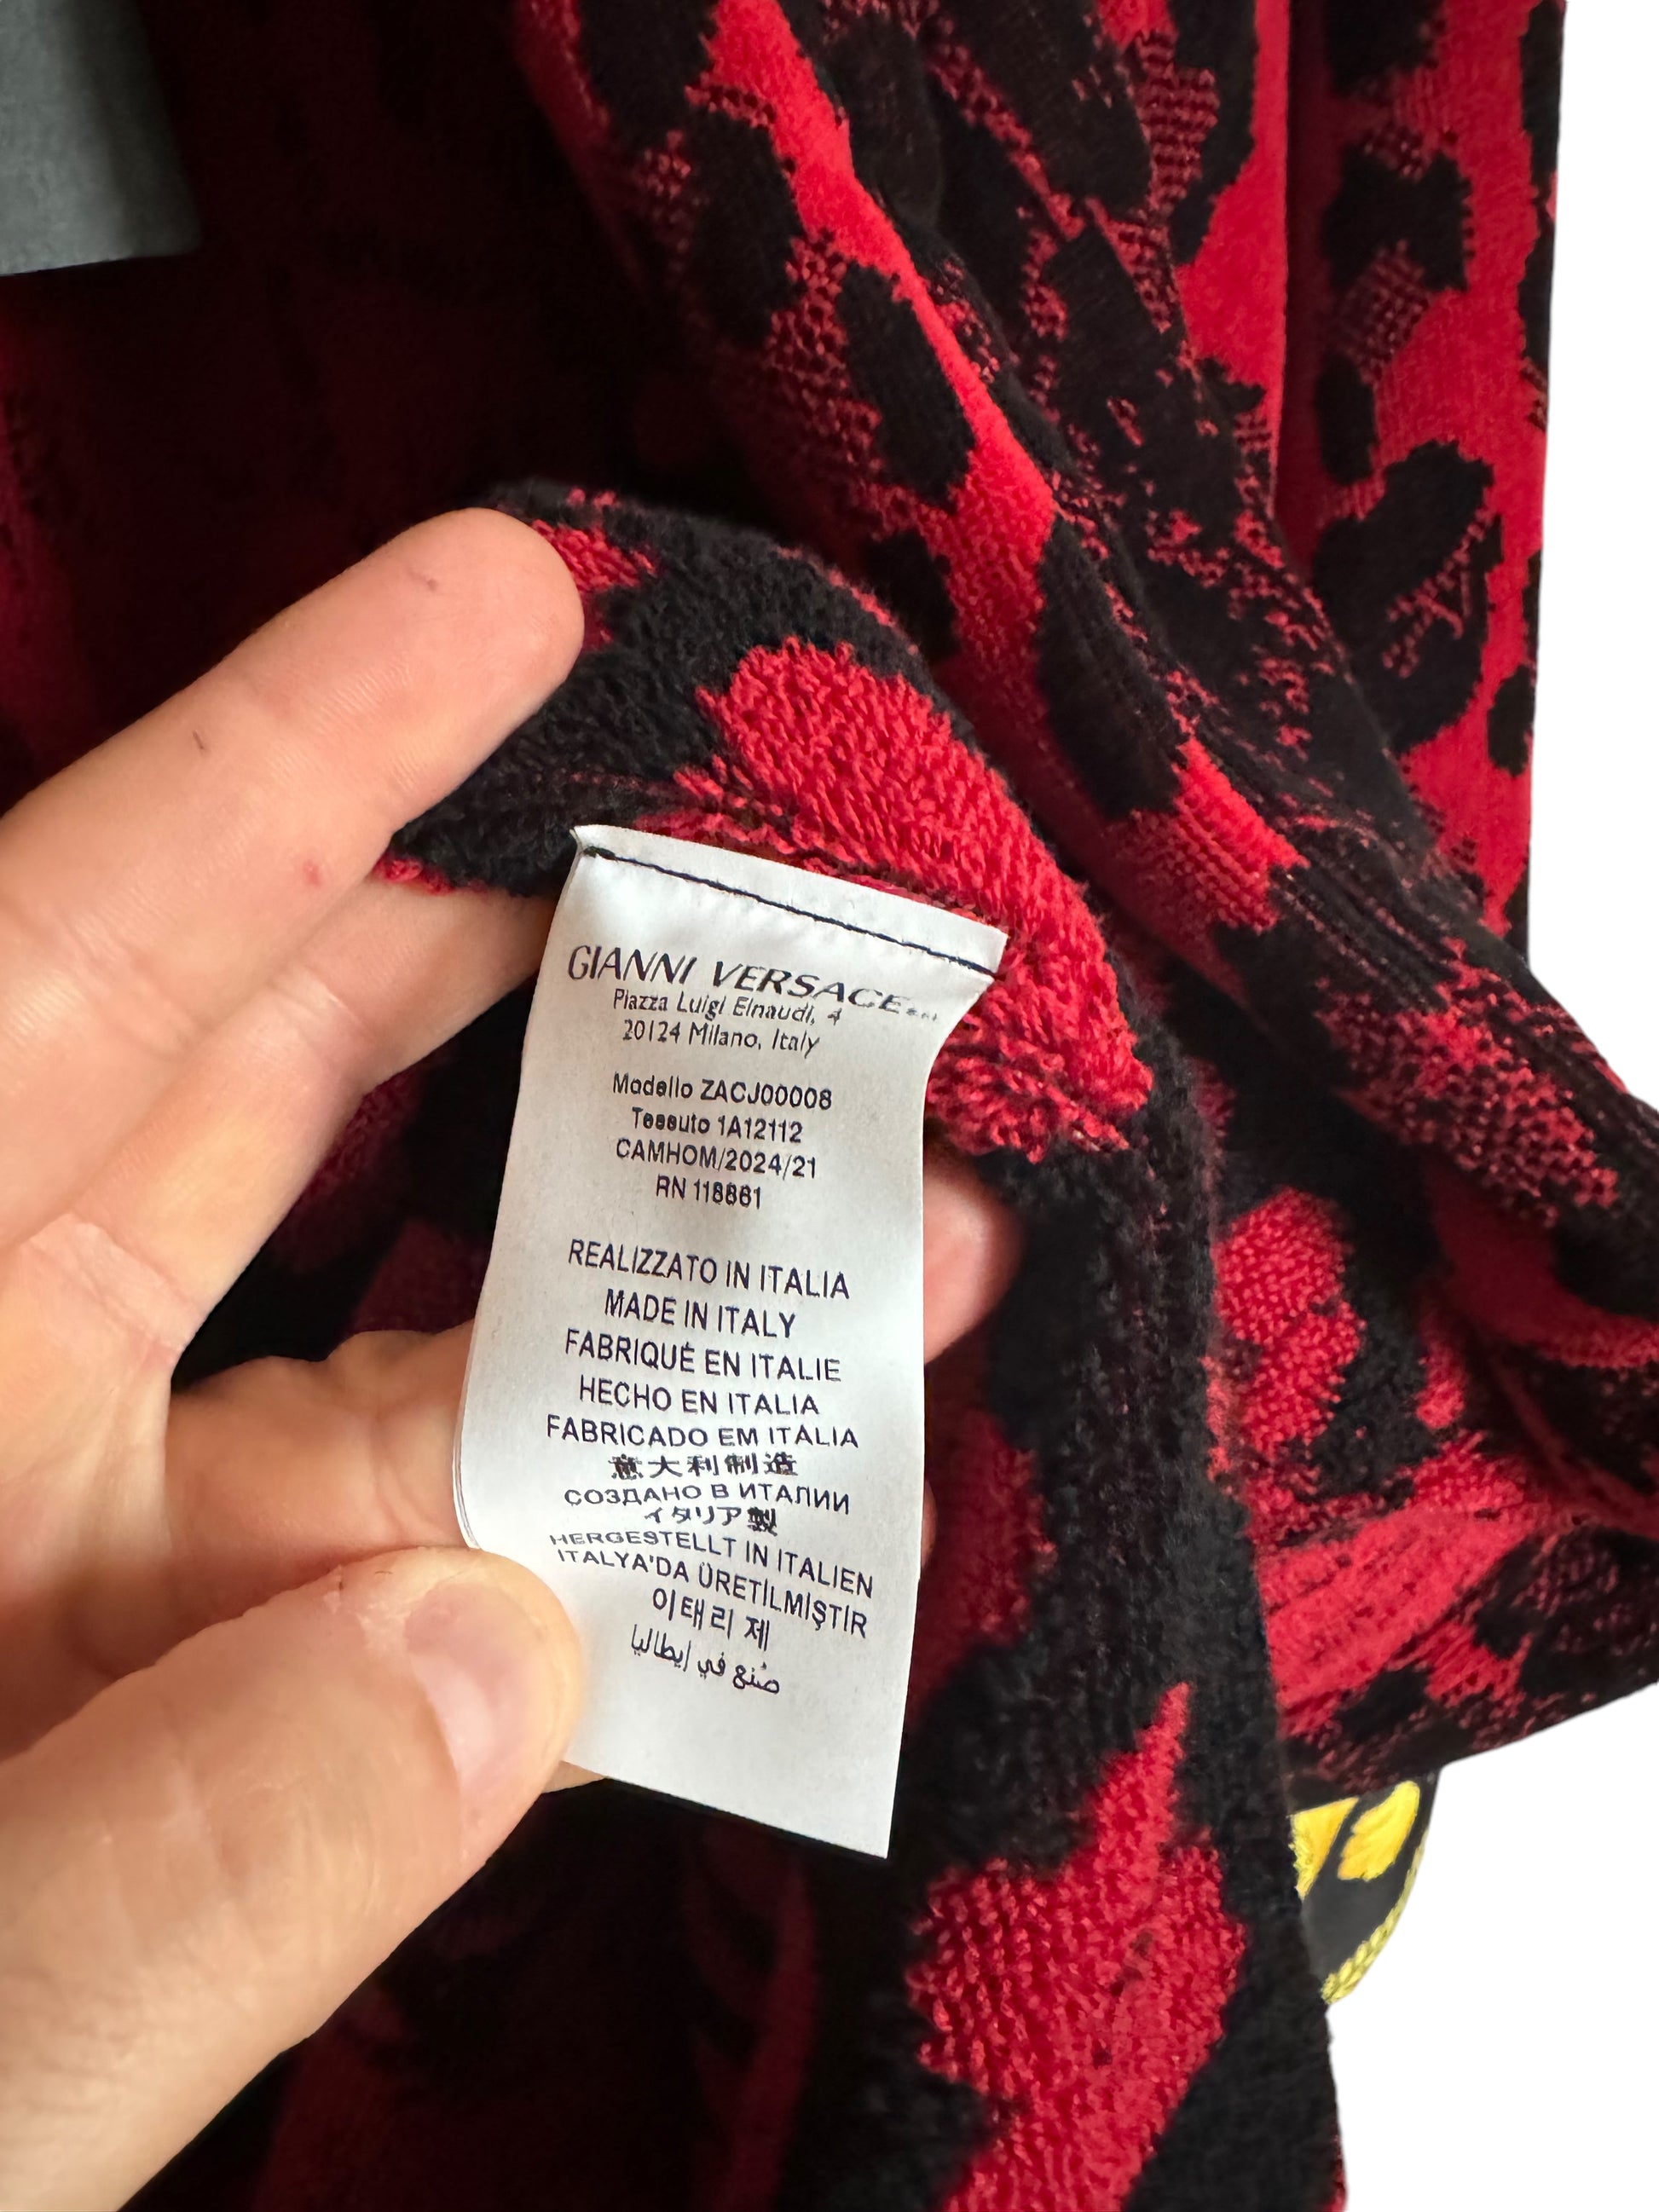 GIANNI VERSACE
Piazza Luigi Einaudi, 4
20124 Milano, Italy
Modello ZACJ00008
Tessuto 1A12112
CAMHOM/2024/21
RN 118861
REALIZZATO IN ITALIA
MADE IN ITALY
FABRIQUÉ EN ITALIE
HECHO EN ITALIA
FABRICADO EM ITALIA
意大利制造
СОЗДАНО В ИТАЛИИ
イタリア製
HERGESTELLT IN ITALIEN
ITALYA'DA ÜRETİLMİŞTİR
이태리 제
صُنع في إيطاليا